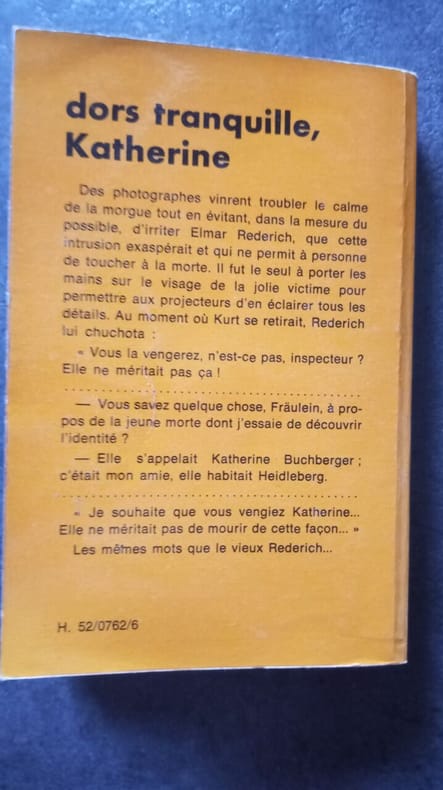 dors tranquille,
Katherine
Des photographes vinrent troubler le calme
de la morgue tout en évitant, dans la mesure du
possible, d'irriter Elmar Rederich, que cette
intrusion exaspérait et qui ne permit à personne
de toucher à la morte. Il fut le seul à porter les
mains sur le visage de la jolie victime pour
permettre aux projecteurs d'en éclairer tous les
détails. Au moment où Kurt se retirait, Rederich
lui chuchota :
« Vous la vengerez, n'est-ce pas, inspecteur ?
Elle ne méritait pas ça !
— Vous savez quelque chose, Fräulein, à pro-
pos de la jeune morte dont j'essaie de découvrir
l'identité ?
— Elle s'appelait Katherine Buchberger ;
c'était mon amie, elle habitait Heidleberg.
« Je souhaite que vous vengiez Katherine...
Elle ne méritait pas de mourir de cette façon... »
Les mêmes mots que le vieux Rederich...
H. 52/0762/6